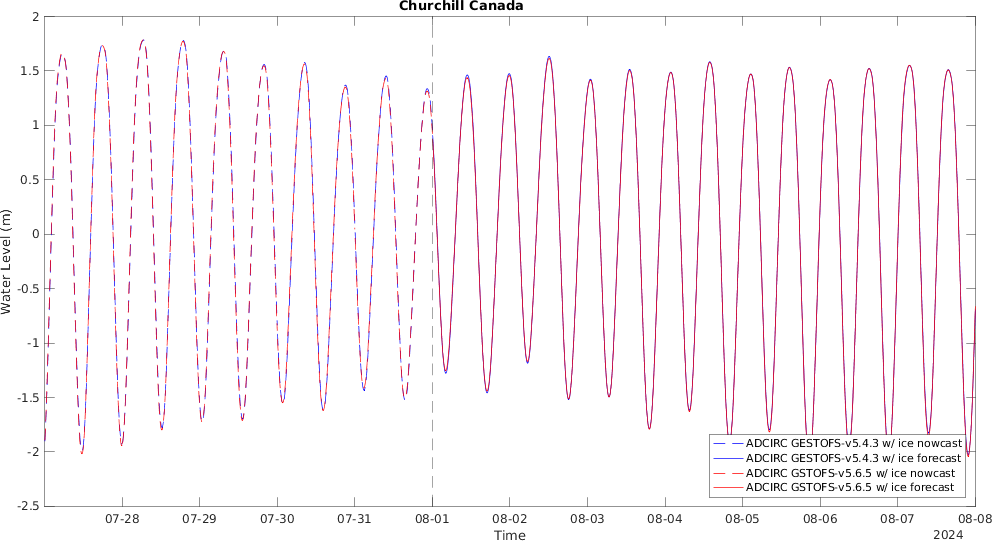 Churchill Canada
2
1.5
1
0.5
0
-0.5
-1
-1.5
-2
-2.5
Water Level (m)
ADCIRC GESTOFS-v5.4.3 w/ ice nowcast
ADCIRC GESTOFS-v5.4.3 w/ ice forecast
ADCIRC GSTOFS-v5.6.5 w/ ice nowcast
ADCIRC GSTOFS-v5.6.5 w/ ice forecast
07-28 07-29 07-30 07-31 08-01 08-02 08-03 08-04 08-05 08-06 08-07 08-08
Time
2024